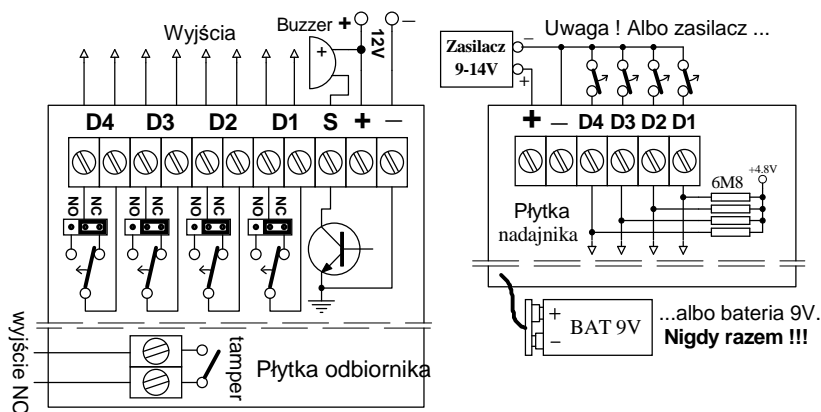 Wyjścia
Buzzer + —
12V
D4 D3 D2 D1 S + —
NO NC NO NC NO NC NO NC
wyjście NC
tamper
Płytka odbiornika
Uwaga ! Albo zasilacz ...
Zasilacz
9-14V
—
+
+ — D4 D3 D2 D1
+4.8V
6M8
Płytka
nadajnika
+
BAT 9V
—
...albo bateria 9V.
Nigdy razem !!!